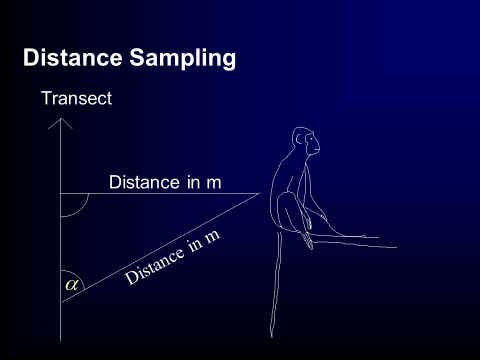 Distance Sampling
Transect
Distance in m
Distance in m
α